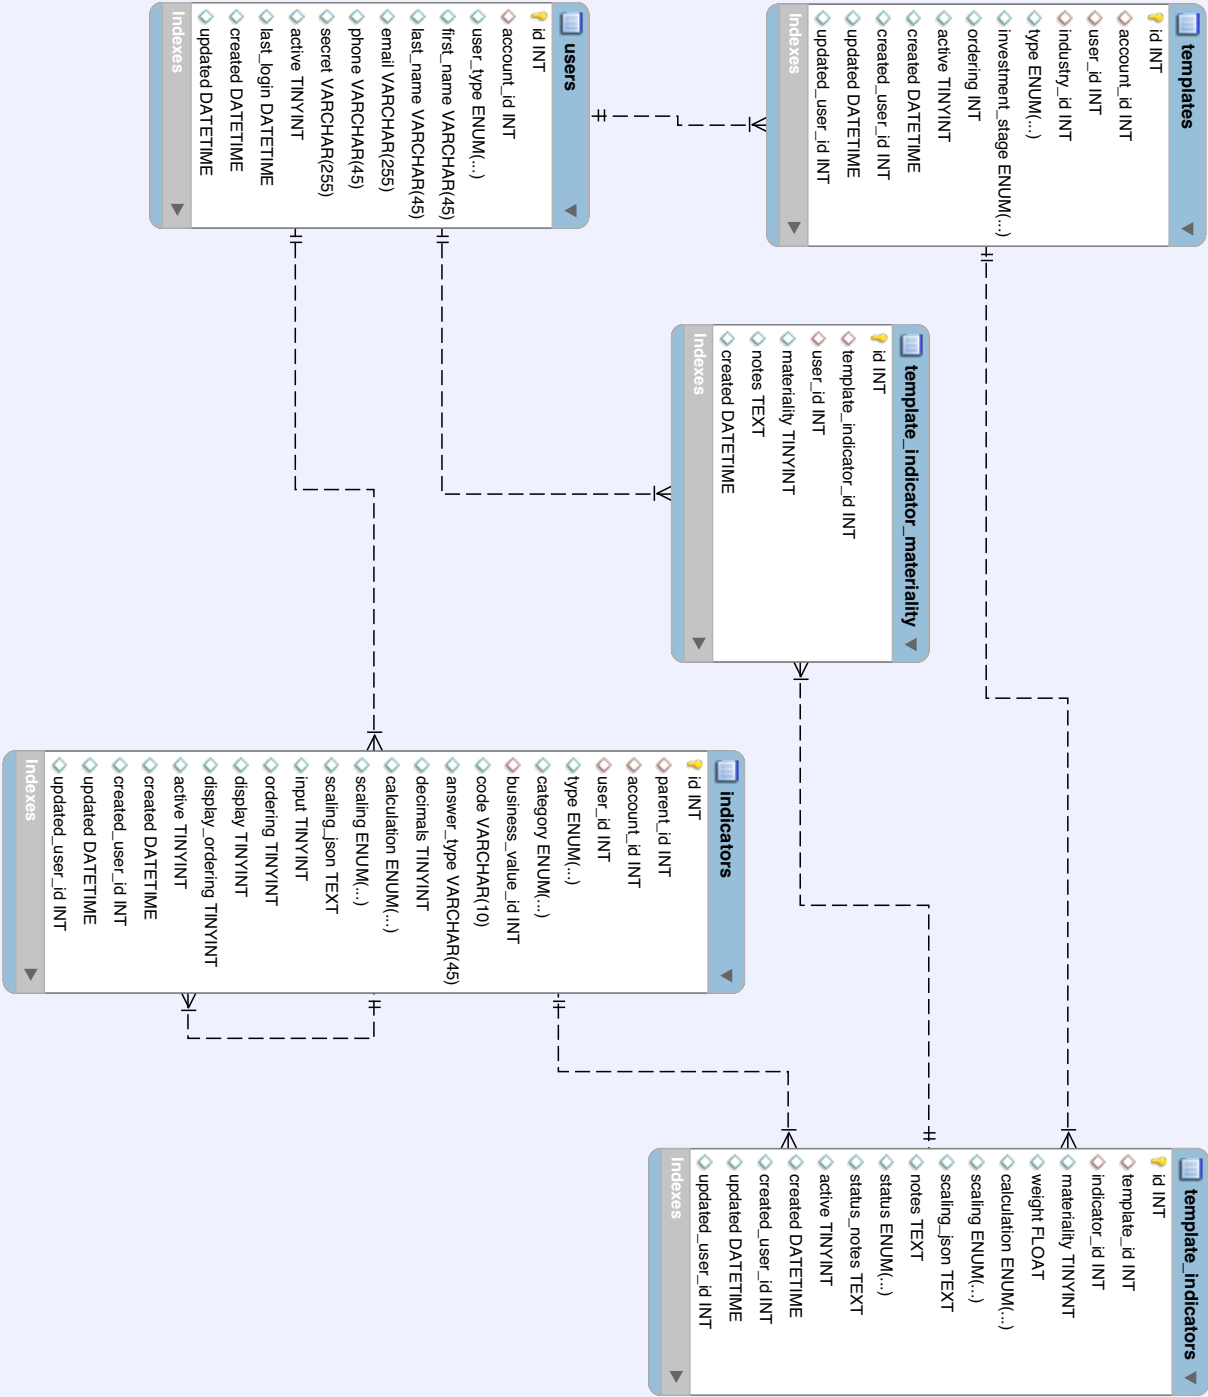 templates
id INT
account_id INT
user_id INT
industry_id INT
type ENUM(...)
investment_stage ENUM(...)
ordering INT
active TINYINT
created DATETIME
created_user_id INT
updated DATETIME
updated_user_id INT
Indexes
users
id INT
account_id INT
user_type ENUM(...)
first_name VARCHAR(45)
last_name VARCHAR(45)
email VARCHAR(255)
phone VARCHAR(45)
secret VARCHAR(255)
active TINYINT
last_login DATETIME
created DATETIME
updated DATETIME
Indexes
template_indicator_materiality
id INT
template_indicator_id INT
user_id INT
materiality TINYINT
notes TEXT
created DATETIME
Indexes
indicators
id INT
parent_id INT
account_id INT
user_id INT
type ENUM(...)
category ENUM(...)
business_value_id INT
code VARCHAR(10)
answer_type VARCHAR(45)
decimals TINYINT
calculation ENUM(...)
scaling ENUM(...)
scaling_json TEXT
input TINYINT
ordering TINYINT
display TINYINT
display_ordering TINYINT
active TINYINT
created DATETIME
created_user_id INT
updated DATETIME
updated_user_id INT
Indexes
template_indicators
id INT
template_id INT
indicator_id INT
materiality TINYINT
weight FLOAT
calculation ENUM(...)
scaling ENUM(...)
scaling_json TEXT
notes TEXT
status ENUM(...)
status_notes TEXT
active TINYINT
created DATETIME
created_user_id INT
updated DATETIME
updated_user_id INT
Indexes